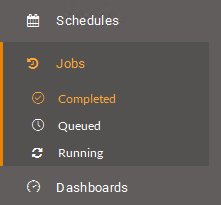 Schedules
Jobs
Completed
Queued
Running
Dashboards